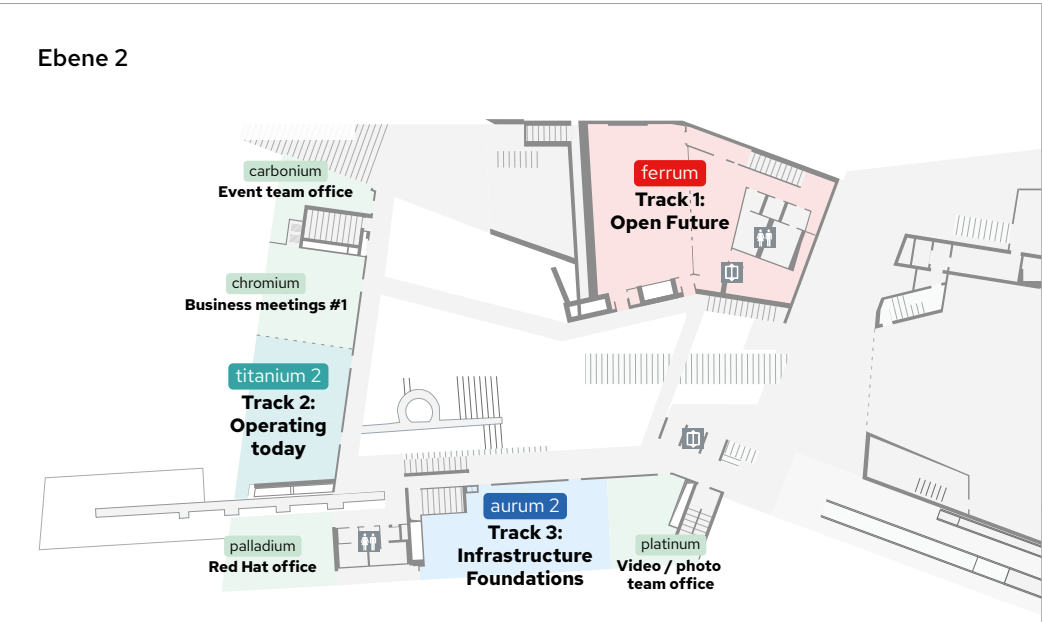 Ebene 2
carbonium
Event team office
ferrum
Track 1:
Open Future
chromium
Business meetings #1
titanium 2
Track 2:
Operating
today
aurum 2
Track 3:
Infrastructure
Foundations
palladium
Red Hat office
platinum
Video / photo
team office